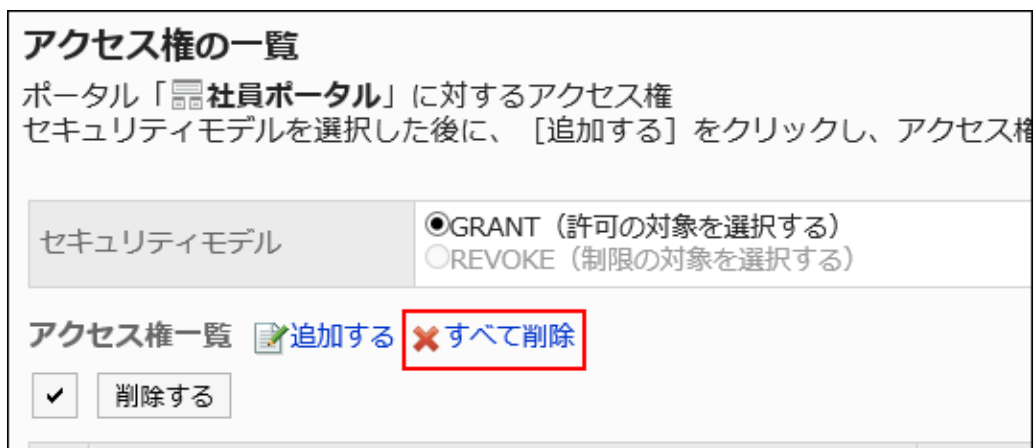 アクセス権の一覧
ポータル「社員ポータル」に対するアクセス権
セキュリティモデルを選択した後に、［追加する］をクリックし、アクセス権
セキュリティモデル
GRANT（許可の対象を選択する）
REVOKE（制限の対象を選択する）
アクセス権一覧 追加する すべて削除
削除する